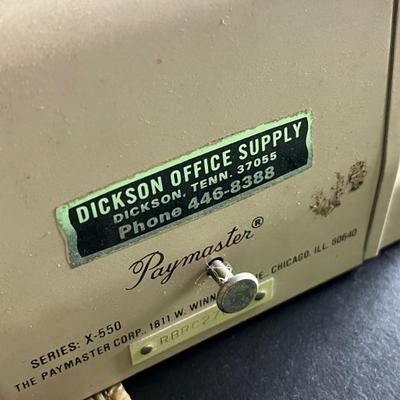 DICKSON OFFICE SUPPLY
DICKSON, TENN. 37055
Phone 446-8388
Paymaster®
SERIES: X-550
THE PAYMASTER CORP., 1811 W. CHICAGO, ILL. 60640